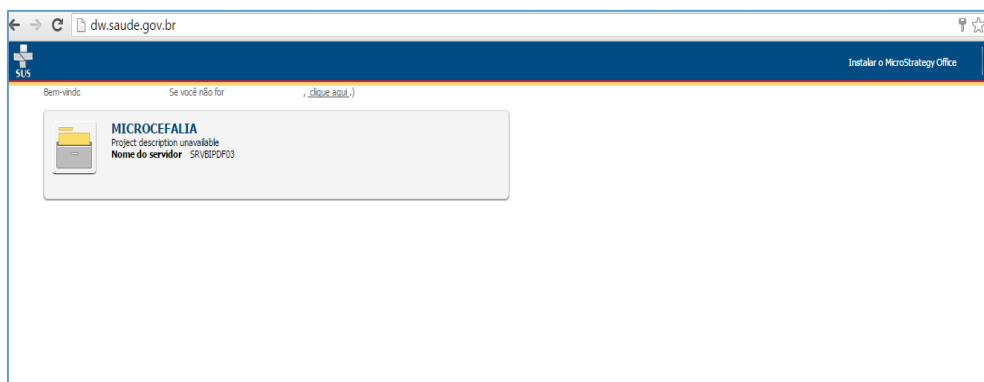 dw.saude.gov.br
SUS
Instalar o MicroStrategy Office
Bem-vindo Se você não for , clique aqui.)
MICROCEFALIA
Project description unavailable
Nome do servidor SRVBIPDF03